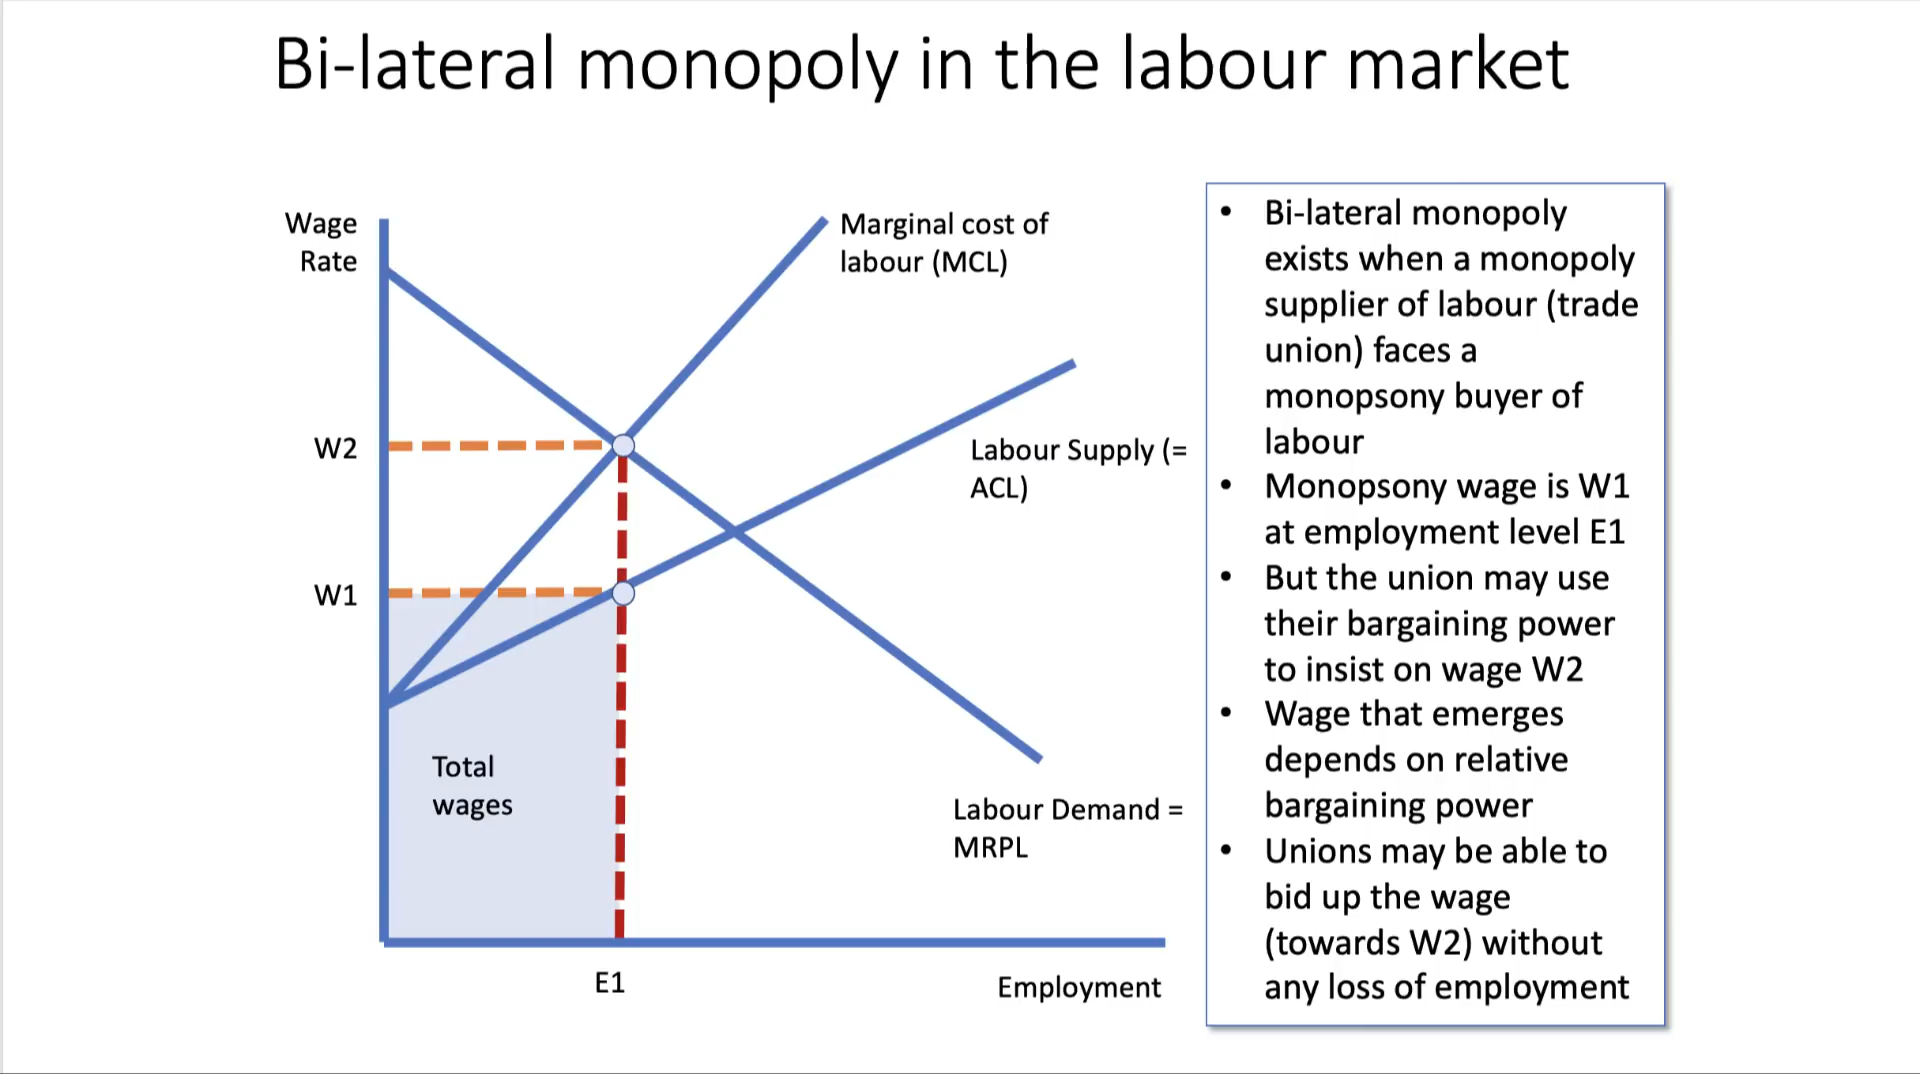 Bi-lateral monopoly in the labour market
Wage
Rate
Marginal cost of
labour (MCL)
W2
Labour Supply (=
ACL)
W1
Total
wages
Labour Demand =
MRPL
E1
Employment
• Bi-lateral monopoly
exists when a monopoly
supplier of labour (trade
union) faces a
monopsony buyer of
labour
• Monopsony wage is W1
at employment level E1
• But the union may use
their bargaining power
to insist on wage W2
• Wage that emerges
depends on relative
bargaining power
• Unions may be able to
bid up the wage
(towards W2) without
any loss of employment